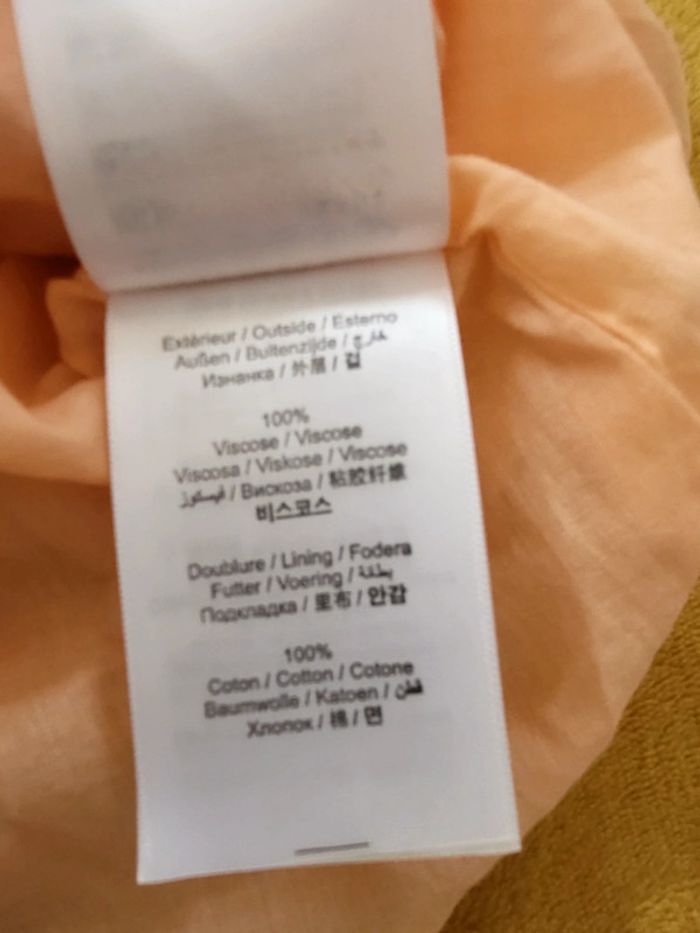 Extérieur / Outside / Esterno
Außen / Buitenzijde / خارج
Изнанка / 外层 / 겉
100%
Viscose / Viscose
Viscosa / Viskose / Viscose
فيسكوز / Вискоза / 粘胶纤维
비스코스
Doublure / Lining / Fodera
Futter / Voering / بطانة
Подкладка / 里布 / 안감
100%
Coton / Cotton / Cotone
Baumwolle / Katoen / قطن
Хлопок / 棉 / 면